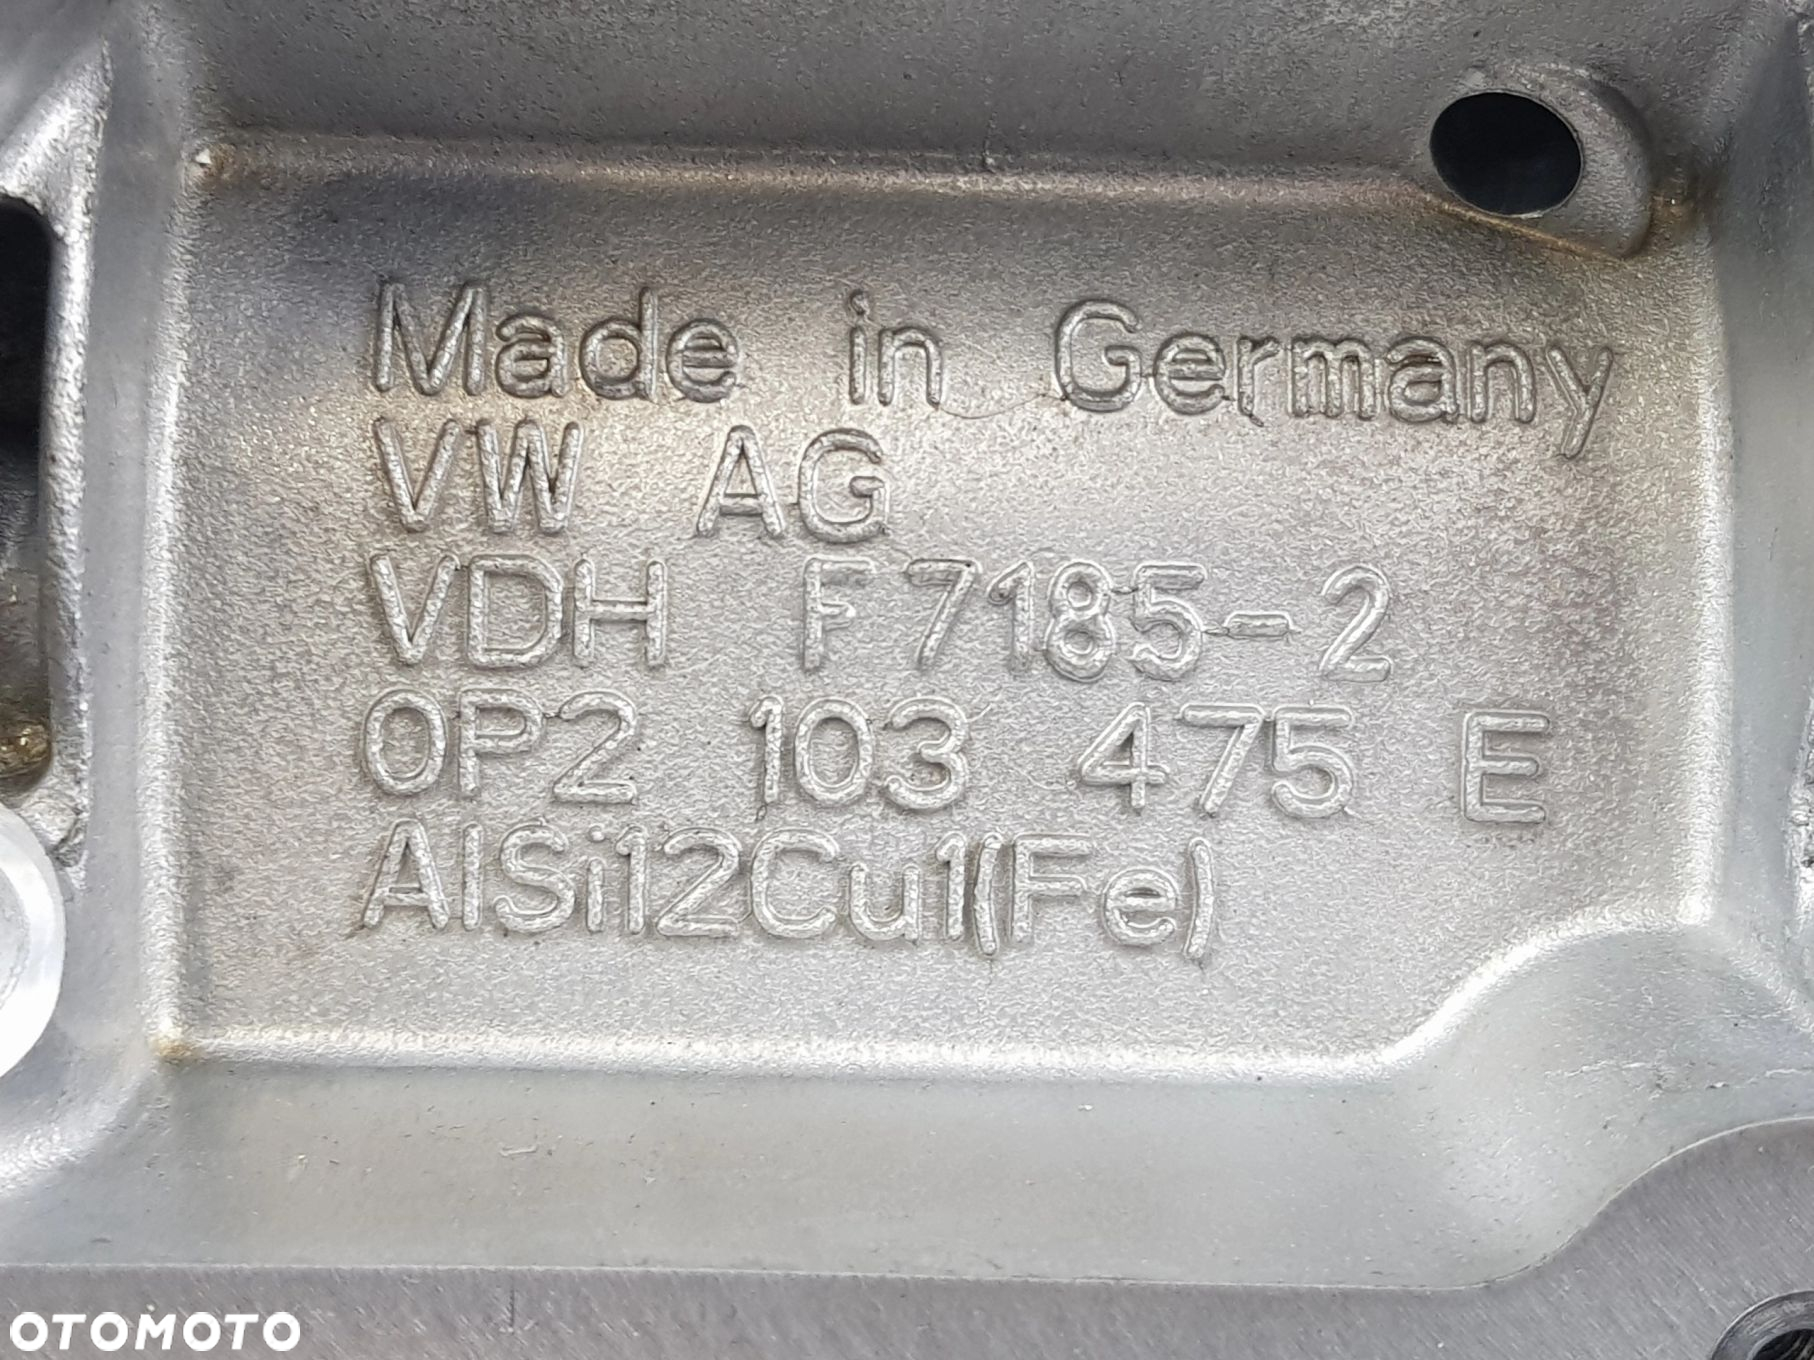 Made in Germany
VW AG
VDH F7185-2
0P2 103 475 E
AlSi12Cu1(Fe)
OTOMOTO